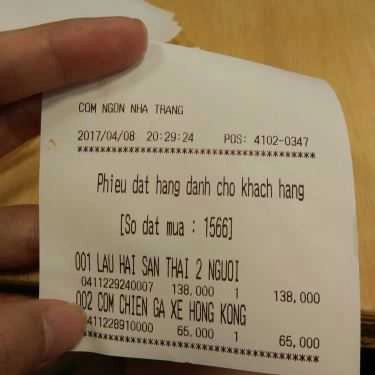 COM NGON NHA TRANG
2017/04/08 20:29:24 POS: 4102-0347
****************************************
Phieu dat hang danh cho khach hang
[So dat mua : 1566]
001 LAU HAI SAN THAI 2 NGUOI
0411229240007 138,000 1 138,000
002 COM CHIEN GA XE HONG KONG
0411228910000 65,000 1 65,000
****************************************